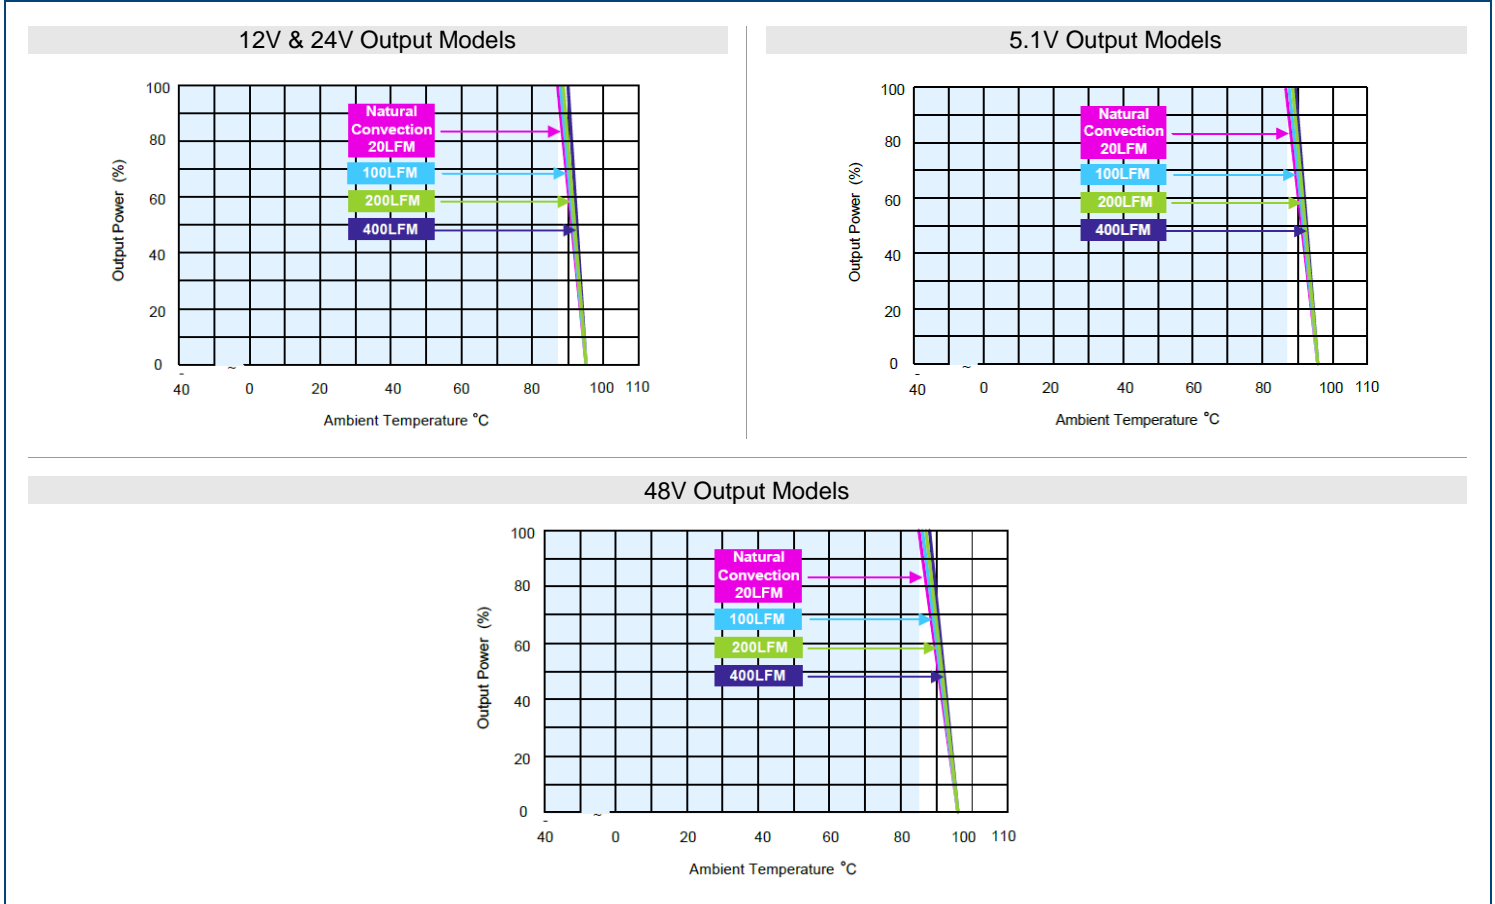 12V & 24V Output Models
100
80
60
40
20
0
Output Power (%)
Natural
Convection
20LFM
100LFM
200LFM
400LFM
~
-
40 0 20 40 60 80 100 110
Ambient Temperature °C
5.1V Output Models
100
80
60
40
20
0
Output Power (%)
Natural
Convection
20LFM
100LFM
200LFM
400LFM
~
-
40 0 20 40 60 80 100 110
Ambient Temperature °C
48V Output Models
100
80
60
40
20
0
Output Power (%)
Natural
Convection
20LFM
100LFM
200LFM
400LFM
~
-
40 0 20 40 60 80 100 110
Ambient Temperature °C